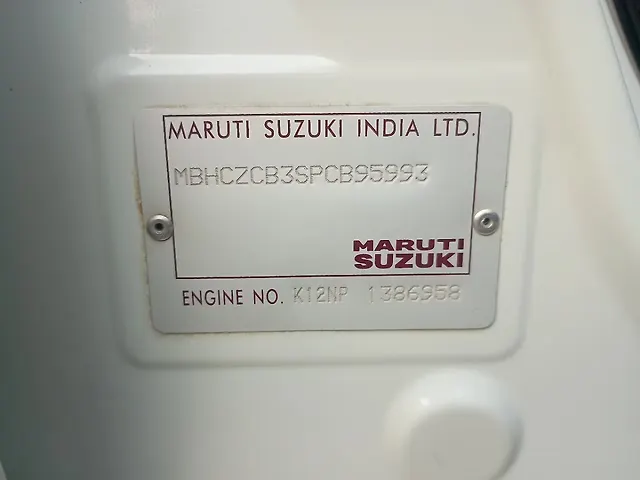 MARUTI SUZUKI INDIA LTD.
MBHCZCB3SPCB95993
MARUTI
SUZUKI
ENGINE NO. K12NP 1386958